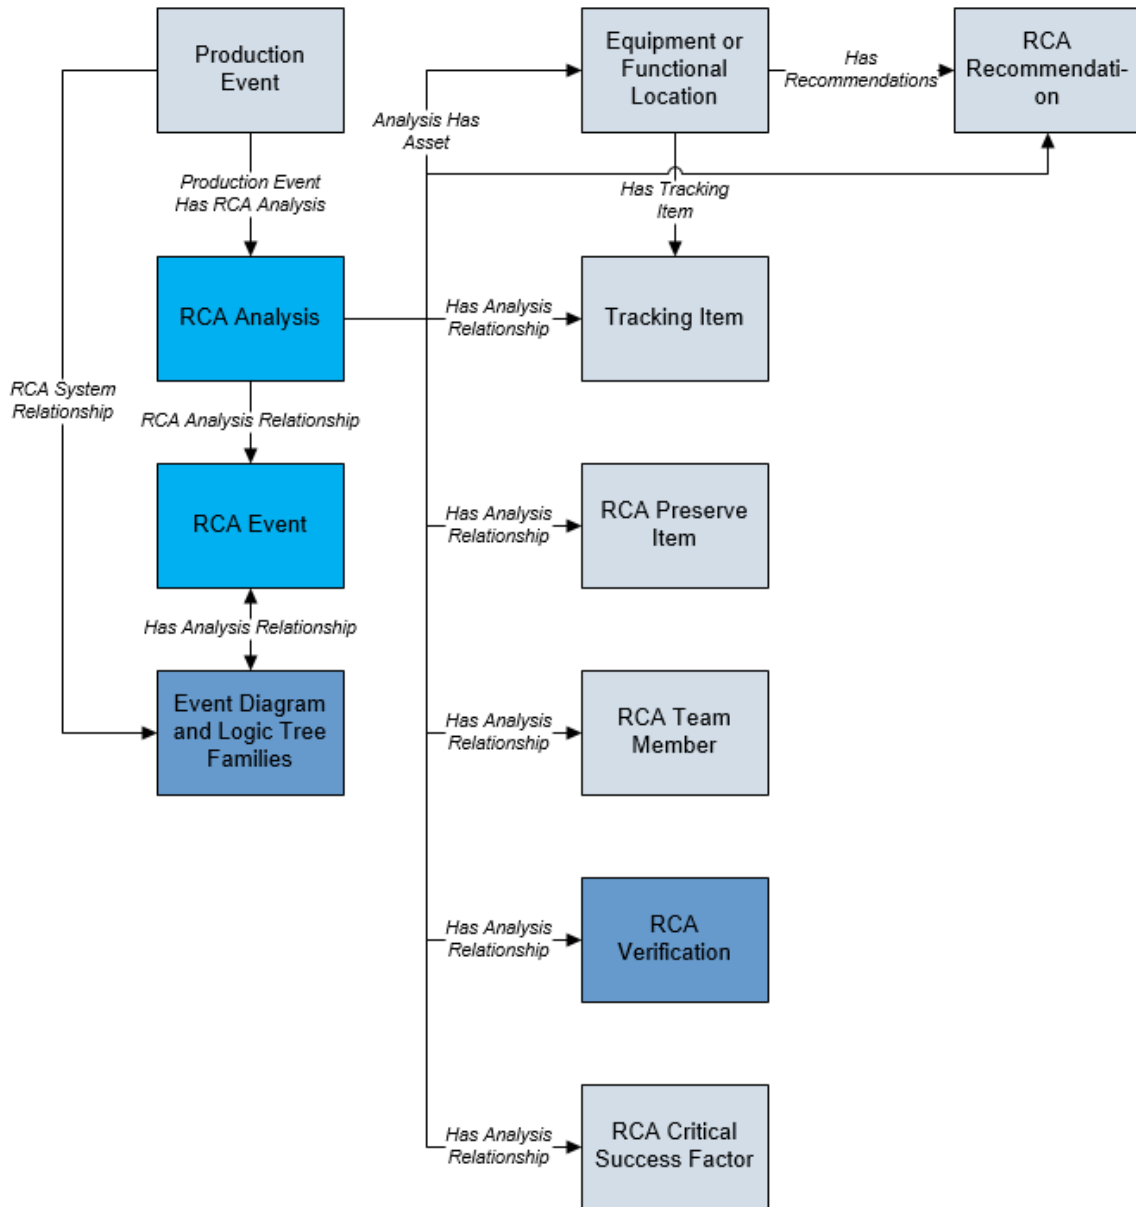 Production
Event
Equipment or
Functional
Location
Has
Recommendations
RCA
Recommendati-
on
Analysis Has
Asset
Production Event
Has RCA Analysis
Has Tracking
Item
RCA Analysis
Has Analysis
Relationship
Tracking Item
RCA System
Relationship
RCA Analysis Relationship
RCA Event
Has Analysis
Relationship
RCA Preserve
Item
Has Analysis Relationship
Event Diagram
and Logic Tree
Families
Has Analysis
Relationship
RCA Team
Member
Has Analysis
Relationship
RCA
Verification
Has Analysis
Relationship
RCA Critical
Success Factor